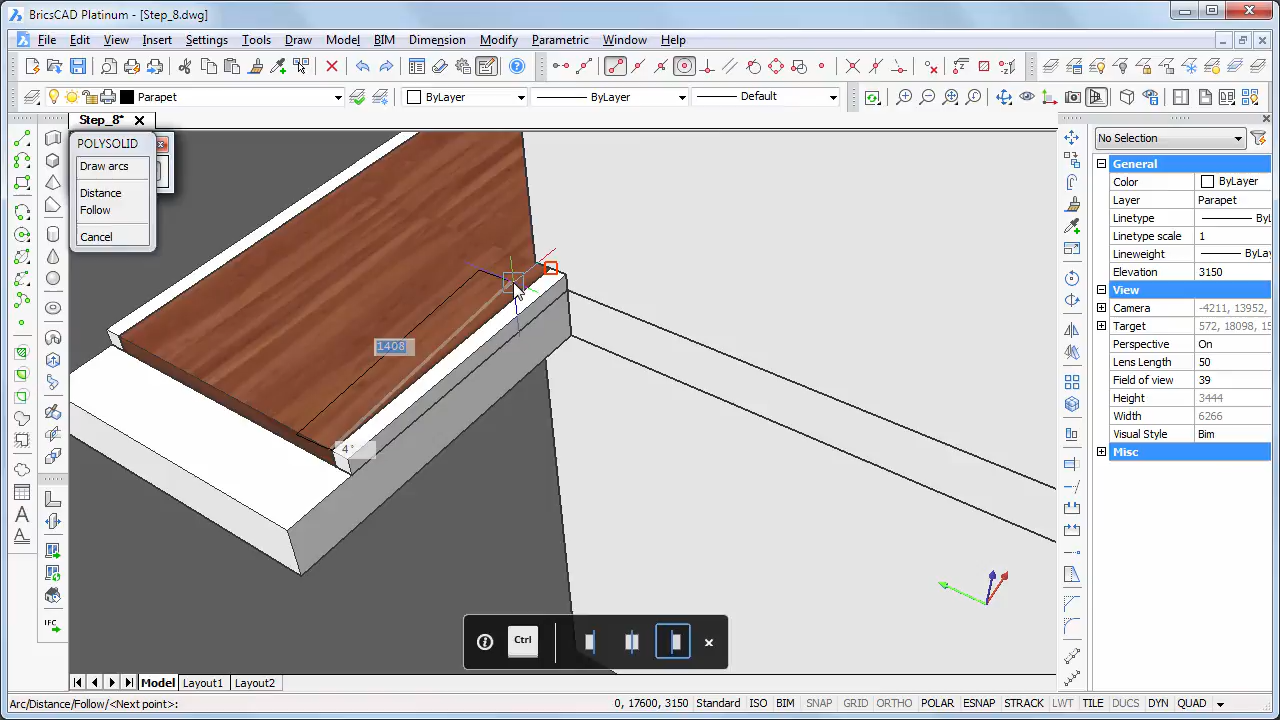 BricsCAD Platinum - [Step_8.dwg]
File Edit View Insert Settings Tools Draw Model BIM Dimension Modify Parametric Window Help
Parapet ByLayer ByLayer Default
Step_8*
POLYSOLID
Draw arcs
Distance
Follow
Cancel
1408
4°
Ctrl
No Selection
General
Color ByLayer
Layer Parapet
Linetype ByL
Linetype scale 1
Lineweight ByLay
Elevation 3150
View
Camera -4211, 13952,
Target 572, 18098, 15
Perspective On
Lens Length 50
Field of view 39
Height 3444
Width 6266
Visual Style Bim
Misc
IFC
Model Layout1 Layout2
Arc/Distance/Follow/<Next point>: 0, 17600, 3150 Standard ISO BIM SNAP GRID ORTHO POLAR ESNAP STRACK LWT TILE DUCS DYN QUAD